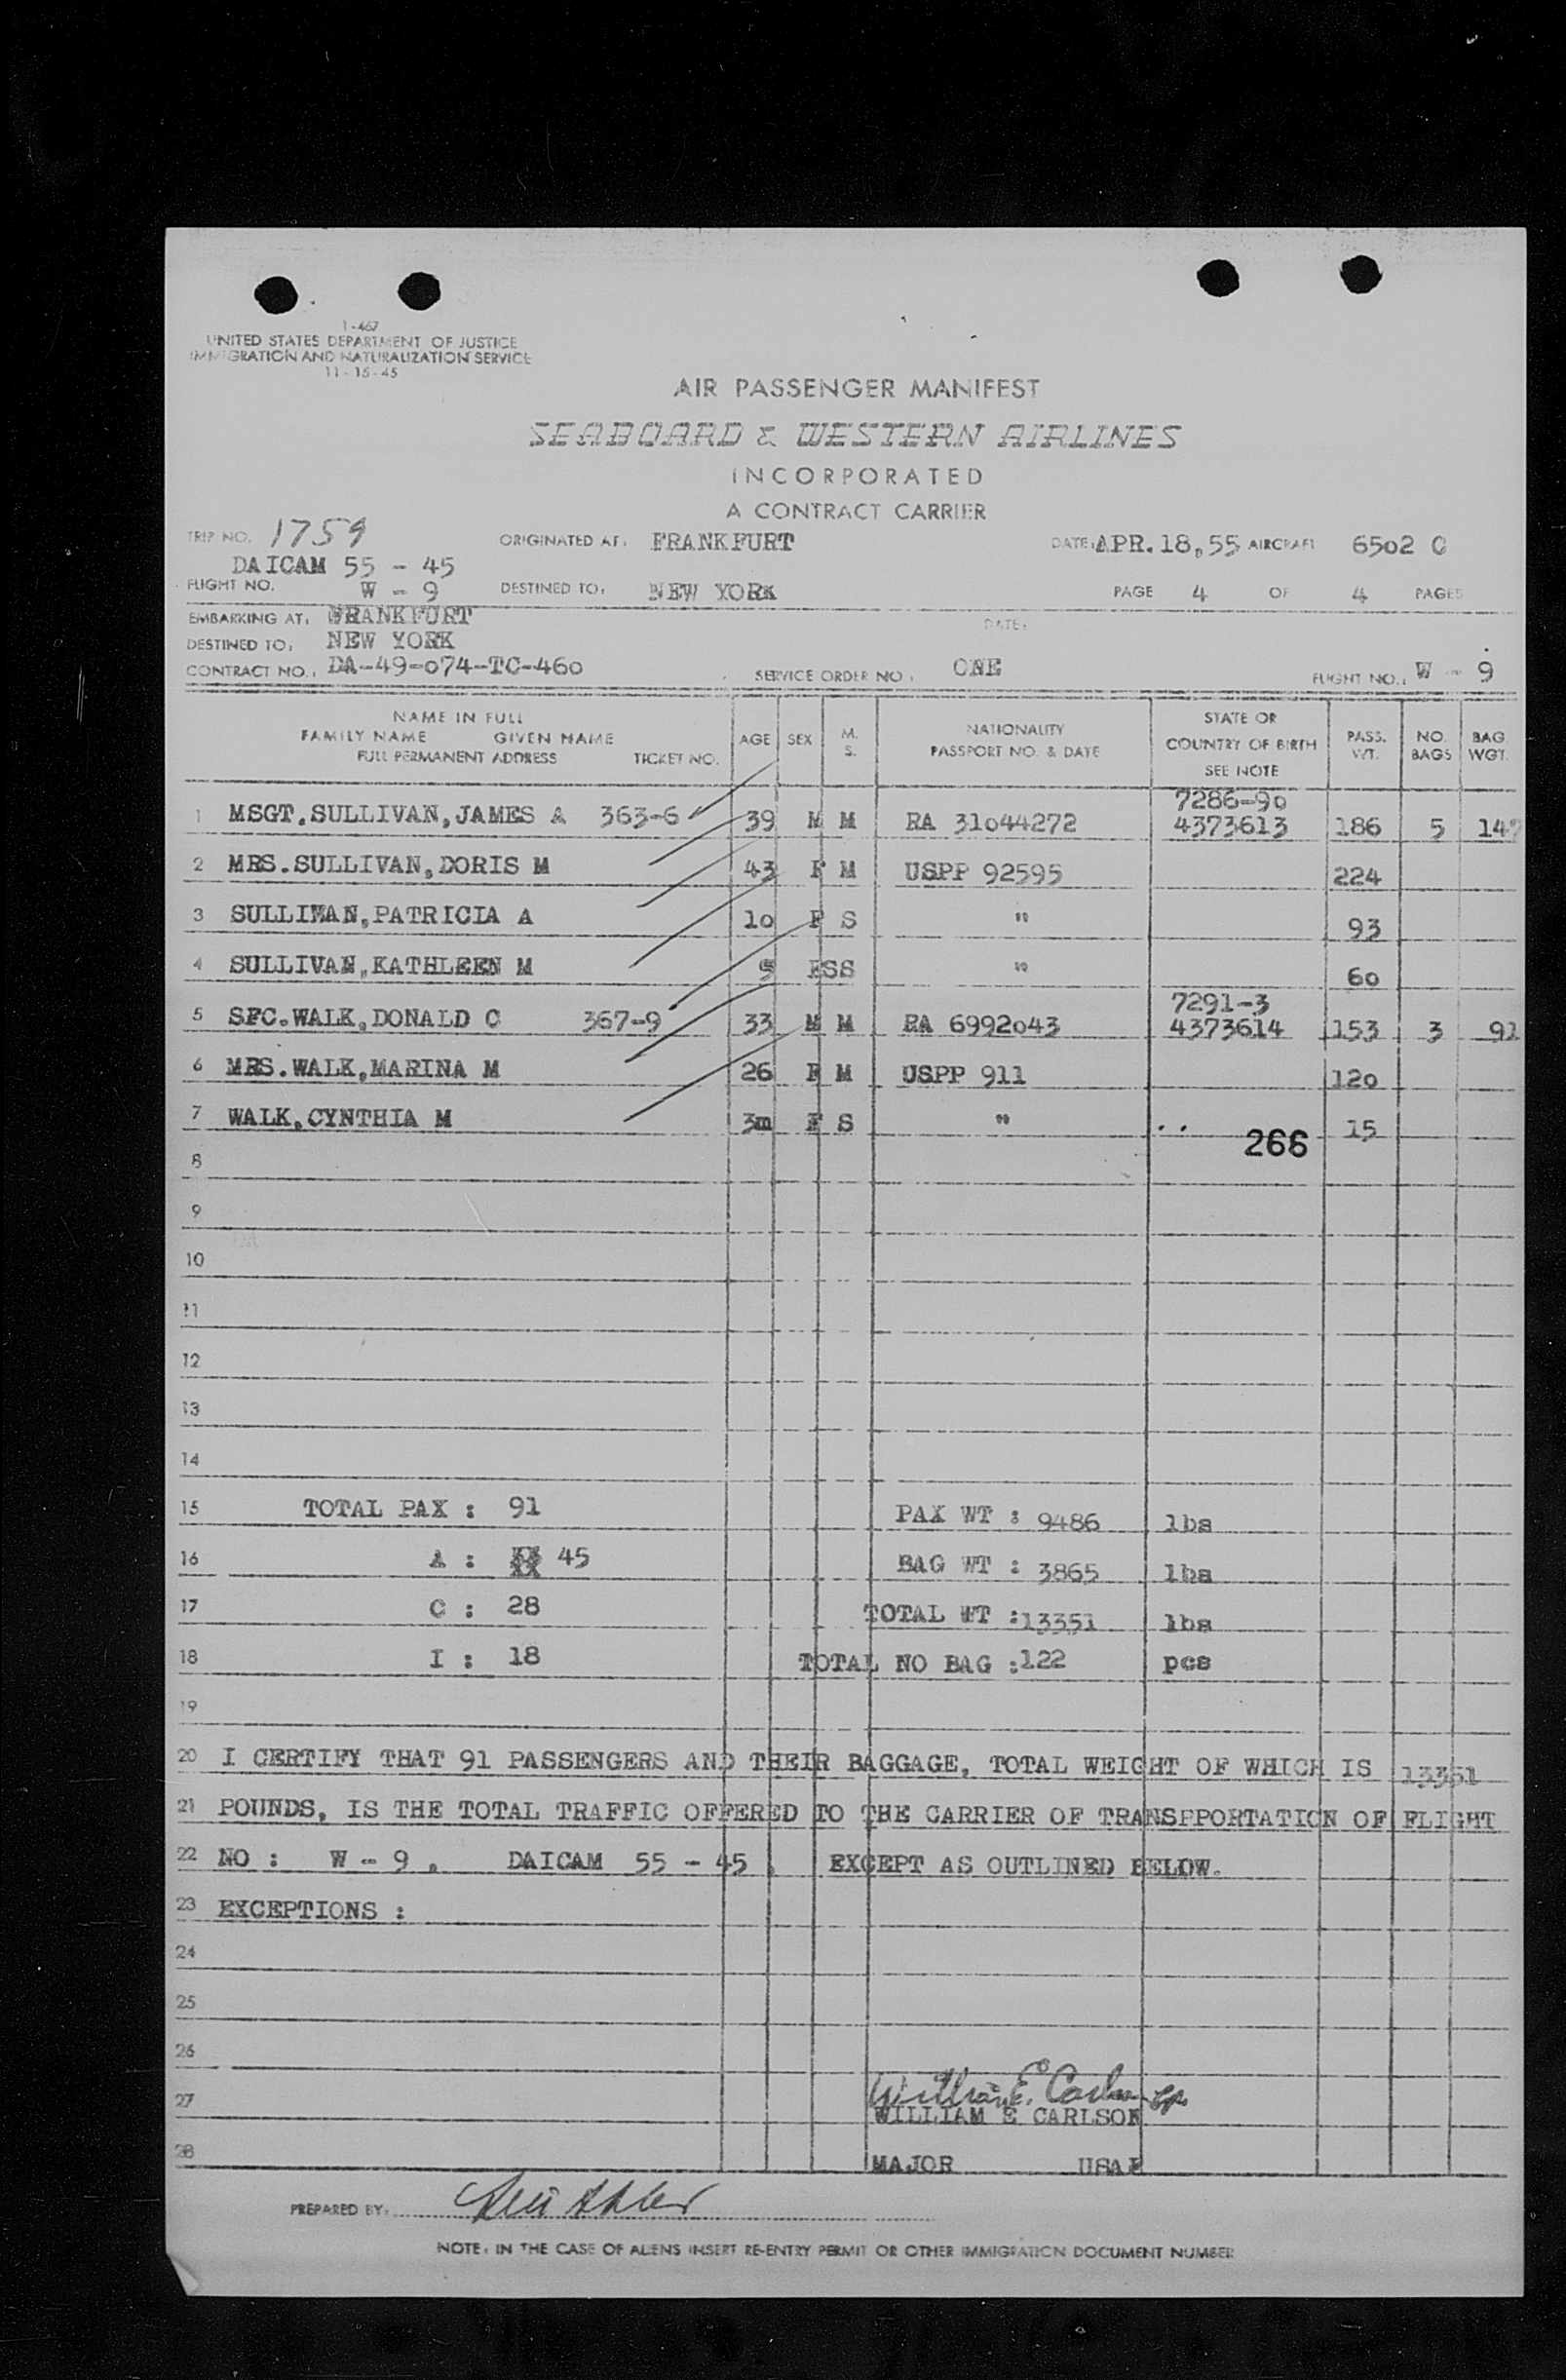 I-467
UNITED STATES DEPARTMENT OF JUSTICE
IMMIGRATION AND NATURALIZATION SERVICE
11-15-45
AIR PASSENGER MANIFEST
SEABOARD & WESTERN AIRLINES
INCORPORATED
A CONTRACT CARRIER
TRIP NO. 1759 ORIGINATED AT: FRANKFURT DATE: APR.18,55 AIRCRAFT 6502 C
DAICAM 55 - 45
FLIGHT NO. W - 9 DESTINED TO: NEW YORK PAGE 4 OF 4 PAGES
EMBARKING AT: FRANKFURT DATE:
DESTINED TO: NEW YORK
CONTRACT NO.: DA-49-074-TC-460 SERVICE ORDER NO: ONE FLIGHT NO.: W - 9
NAME IN FULL
FAMILY NAME GIVEN NAME
FULL PERMANENT ADDRESS TICKET NO. AGE SEX M. S. NATIONALITY PASSPORT NO. & DATE STATE OR COUNTRY OF BIRTH SEE NOTE PASS. WT. NO. BAGS BAG. WGT.
7286-90
1 MSGT.SULLIVAN,JAMES A 363-6 39 M M RA 31044272 4373613 186 5 147
2 MRS.SULLIVAN,DORIS M 43 F M USPP 92595 224
3 SULLIVAN,PATRICIA A 10 F S " 93
4 SULLIVAN,KATHLEEN M 5 FSS " 60
7291-3
5 SFC.WALK,DONALD C 367-9 33 M M RA 6992043 4373614 153 3 91
6 MRS.WALK,MARINA M 26 F M USPP 911 120
7 WALK,CYNTHIA M 3m F S " 15
266
8
9
10
11
12
13
14
15 TOTAL PAX : 91 PAX WT : 9486 lbs
16 A : 45 BAG WT : 3865 lbs
17 C : 28 TOTAL WT :13351 lbs
18 I : 18 TOTAL NO BAG :122 pcs
19
20 I CERTIFY THAT 91 PASSENGERS AND THEIR BAGGAGE, TOTAL WEIGHT OF WHICH IS 13351
21 POUNDS, IS THE TOTAL TRAFFIC OFFERED TO THE CARRIER OF TRANSPPORTATION OF FLIGHT
22 NO : W - 9 , DAICAM 55 - 45 , EXCEPT AS OUTLINED BELOW.
23 EXCEPTIONS :
24
25
26
William E. Carlson
27 WILLIAM E CARLSON
28 MAJOR USAF
PREPARED BY:
NOTE: IN THE CASE OF ALIENS INSERT RE-ENTRY PERMIT OR OTHER IMMIGRATION DOCUMENT NUMBER